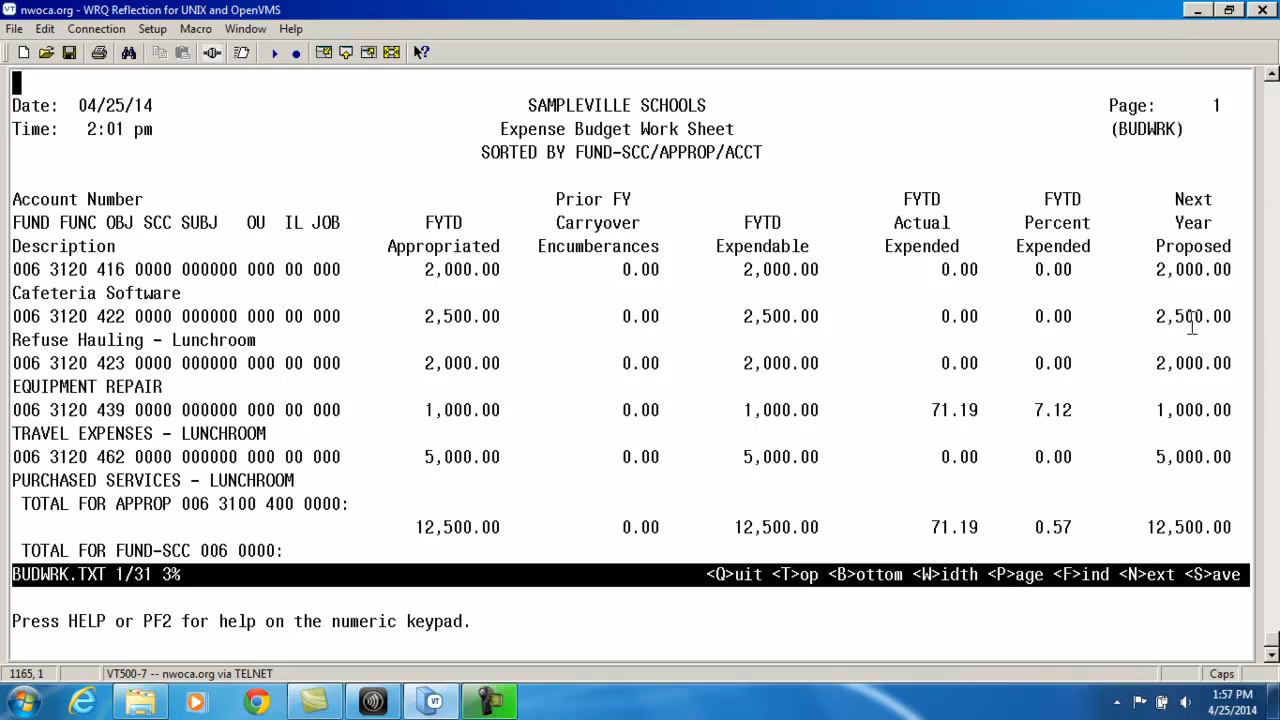 nwoca.org - WRQ Reflection for UNIX and OpenVMS
File Edit Connection Setup Macro Window Help
Date: 04/25/14 SAMPLEVILLE SCHOOLS Page: 1
Time: 2:01 pm Expense Budget Work Sheet (BUDWRK)
SORTED BY FUND-SCC/APPROP/ACCT
Account Number Prior FY FYTD FYTD Next
FUND FUNC OBJ SCC SUBJ OU IL JOB FYTD Carryover FYTD Actual Percent Year
Description Appropriated Encumberances Expendable Expended Expended Proposed
006 3120 416 0000 000000 000 00 000 2,000.00 0.00 2,000.00 0.00 0.00 2,000.00
Cafeteria Software
006 3120 422 0000 000000 000 00 000 2,500.00 0.00 2,500.00 0.00 0.00 2,500.00
Refuse Hauling - Lunchroom
006 3120 423 0000 000000 000 00 000 2,000.00 0.00 2,000.00 0.00 0.00 2,000.00
EQUIPMENT REPAIR
006 3120 439 0000 000000 000 00 000 1,000.00 0.00 1,000.00 71.19 7.12 1,000.00
TRAVEL EXPENSES - LUNCHROOM
006 3120 462 0000 000000 000 00 000 5,000.00 0.00 5,000.00 0.00 0.00 5,000.00
PURCHASED SERVICES - LUNCHROOM
TOTAL FOR APPROP 006 3100 400 0000:
12,500.00 0.00 12,500.00 71.19 0.57 12,500.00
TOTAL FOR FUND-SCC 006 0000:
BUDWRK.TXT 1/31 3% <Q>uit <T>op <B>ottom <W>idth <P>age <F>ind <N>ext <S>ave
Press HELP or PF2 for help on the numeric keypad.
1165, 1 VT500-7 -- nwoca.org via TELNET Caps
1:57 PM
4/25/2014